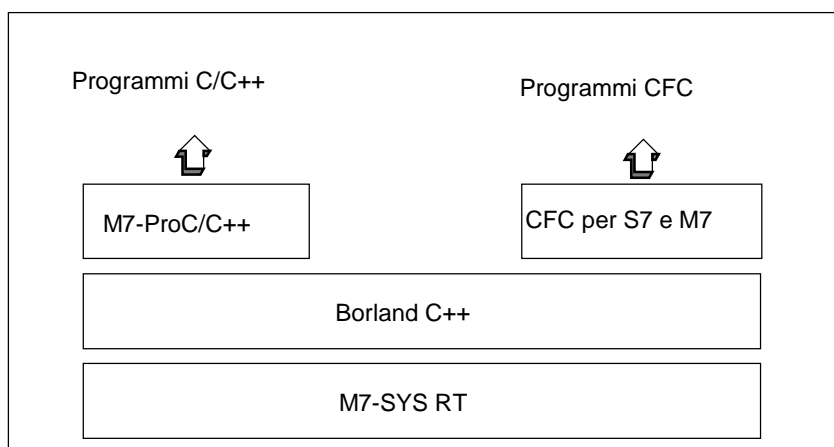 Programmi C/C++
Programmi CFC
M7-ProC/C++
CFC per S7 e M7
Borland C++
M7-SYS RT